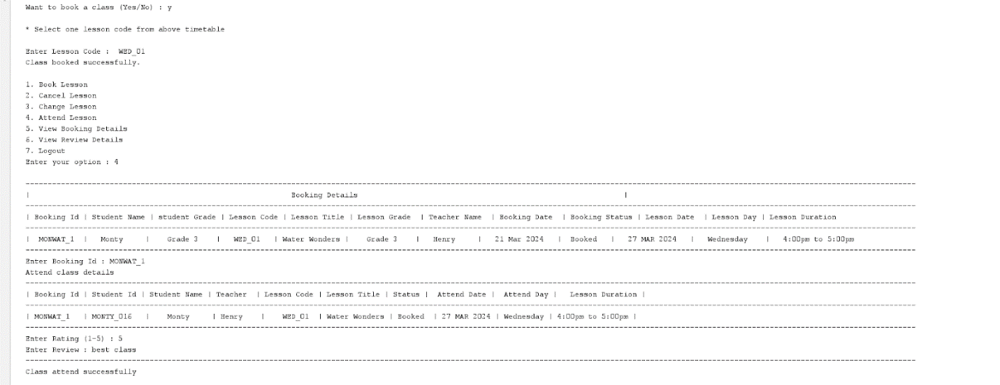 Want to book a class (Yes/No) : y
* Select one lesson code from above timetable
Enter Lesson Code :  WED_01
Class booked successfully.
1. Book Lesson
2. Cancel Lesson
3. Change Lesson
4. Attend Lesson
5. View Booking Details
6. View Review Details
7. Logout
Enter your option : 4
| Booking Details |
| Booking Id | Student Name | student Grade | Lesson Code | Lesson Title | Lesson Grade | Teacher Name | Booking Date | Booking Status | Lesson Date | Lesson Day | Lesson Duration
| MONWAT_1 | Monty | Grade 3 | WED_01 | Water Wonders | Grade 3 | Henry | 21 Mar 2024 | Booked | 27 MAR 2024 | Wednesday | 4:00pm to 5:00pm
Enter Booking Id : MONWAT_1
Attend class details
| Booking Id | Student Id | Student Name | Teacher | Lesson Code | Lesson Title | Status | Attend Date | Attend Day | Lesson Duration |
| MONWAT_1 | MONTY_016 | Monty | Henry | WED_01 | Water Wonders | Booked | 27 MAR 2024 | Wednesday | 4:00pm to 5:00pm |
Enter Rating (1-5) : 5
Enter Review : best class
Class attend successfully